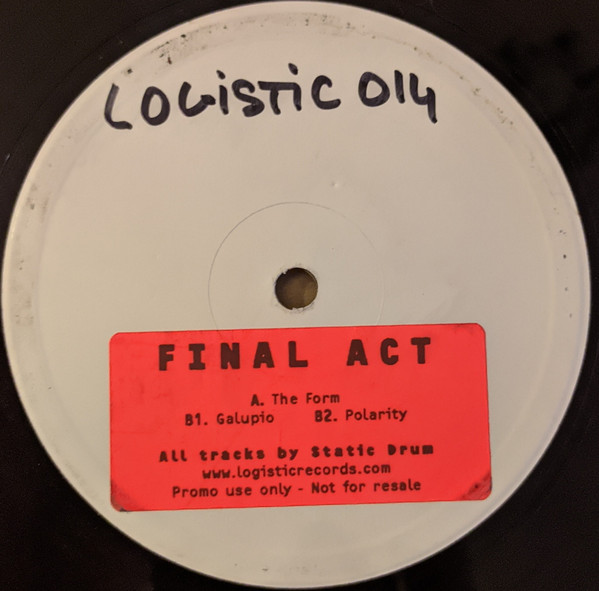 LOGiSTiC 014
FINAL ACT
A. The Form
B1. Galupio B2. Polarity
All tracks by Static Drum
www.logisticrecords.com
Promo use only - Not for resale